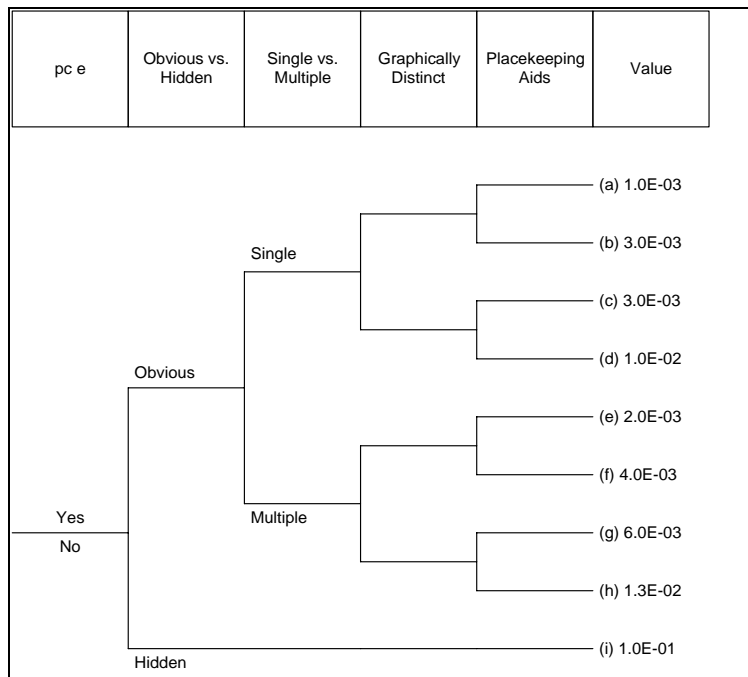 pc e
Obvious vs.
Hidden
Single vs.
Multiple
Graphically
Distinct
Placekeeping
Aids
Value
(a) 1.0E-03
(b) 3.0E-03
Single
(c) 3.0E-03
(d) 1.0E-02
Obvious
(e) 2.0E-03
(f) 4.0E-03
Yes
Multiple
(g) 6.0E-03
No
(h) 1.3E-02
(i) 1.0E-01
Hidden